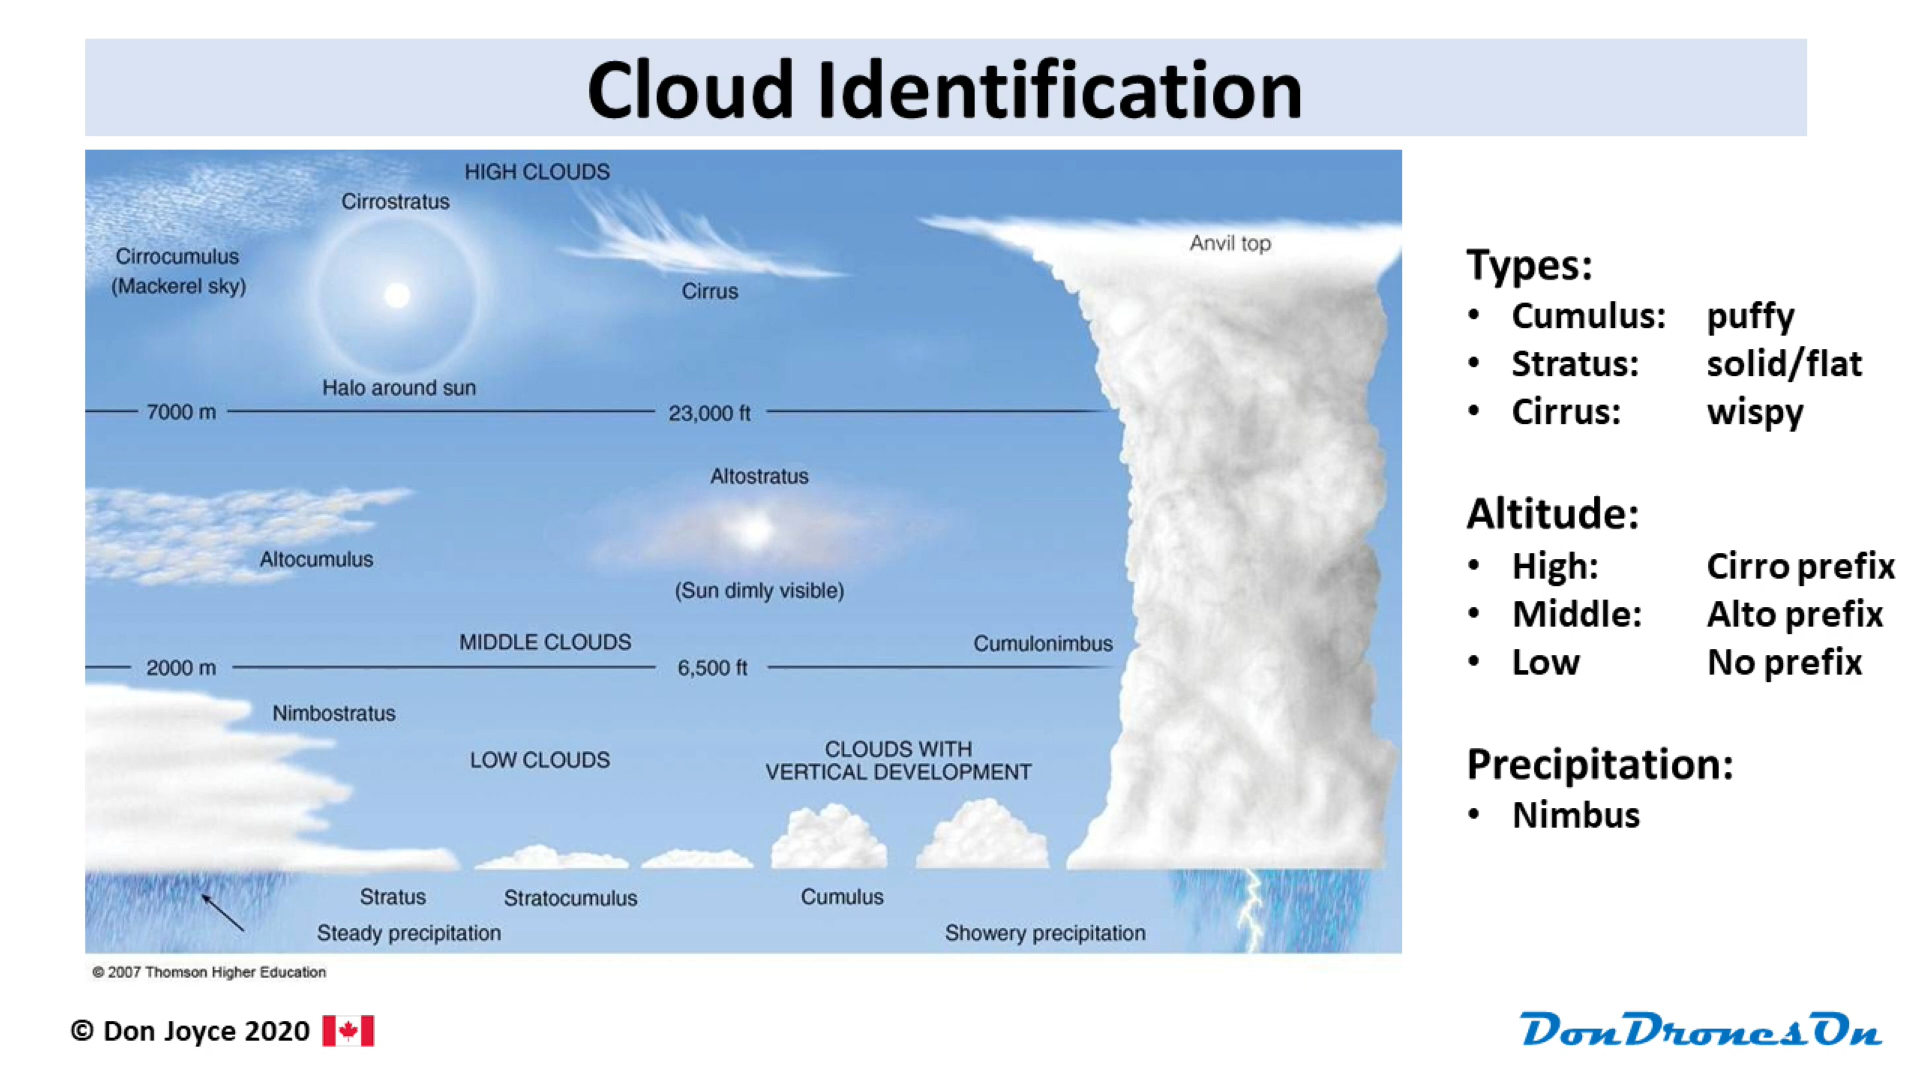 Cloud Identification
HIGH CLOUDS
Cirrostratus
Cirrocumulus
(Mackerel sky)
Cirrus
Anvil top
Halo around sun
7000 m
23,000 ft
Altostratus
Altocumulus
(Sun dimly visible)
MIDDLE CLOUDS
Cumulonimbus
2000 m
6,500 ft
Nimbostratus
LOW CLOUDS
CLOUDS WITH
VERTICAL DEVELOPMENT
Stratus
Stratocumulus
Cumulus
Steady precipitation
Showery precipitation
© 2007 Thomson Higher Education
Types:
• Cumulus: puffy
• Stratus: solid/flat
• Cirrus: wispy
Altitude:
• High: Cirro prefix
• Middle: Alto prefix
• Low No prefix
Precipitation:
• Nimbus
© Don Joyce 2020
DonDronesOn